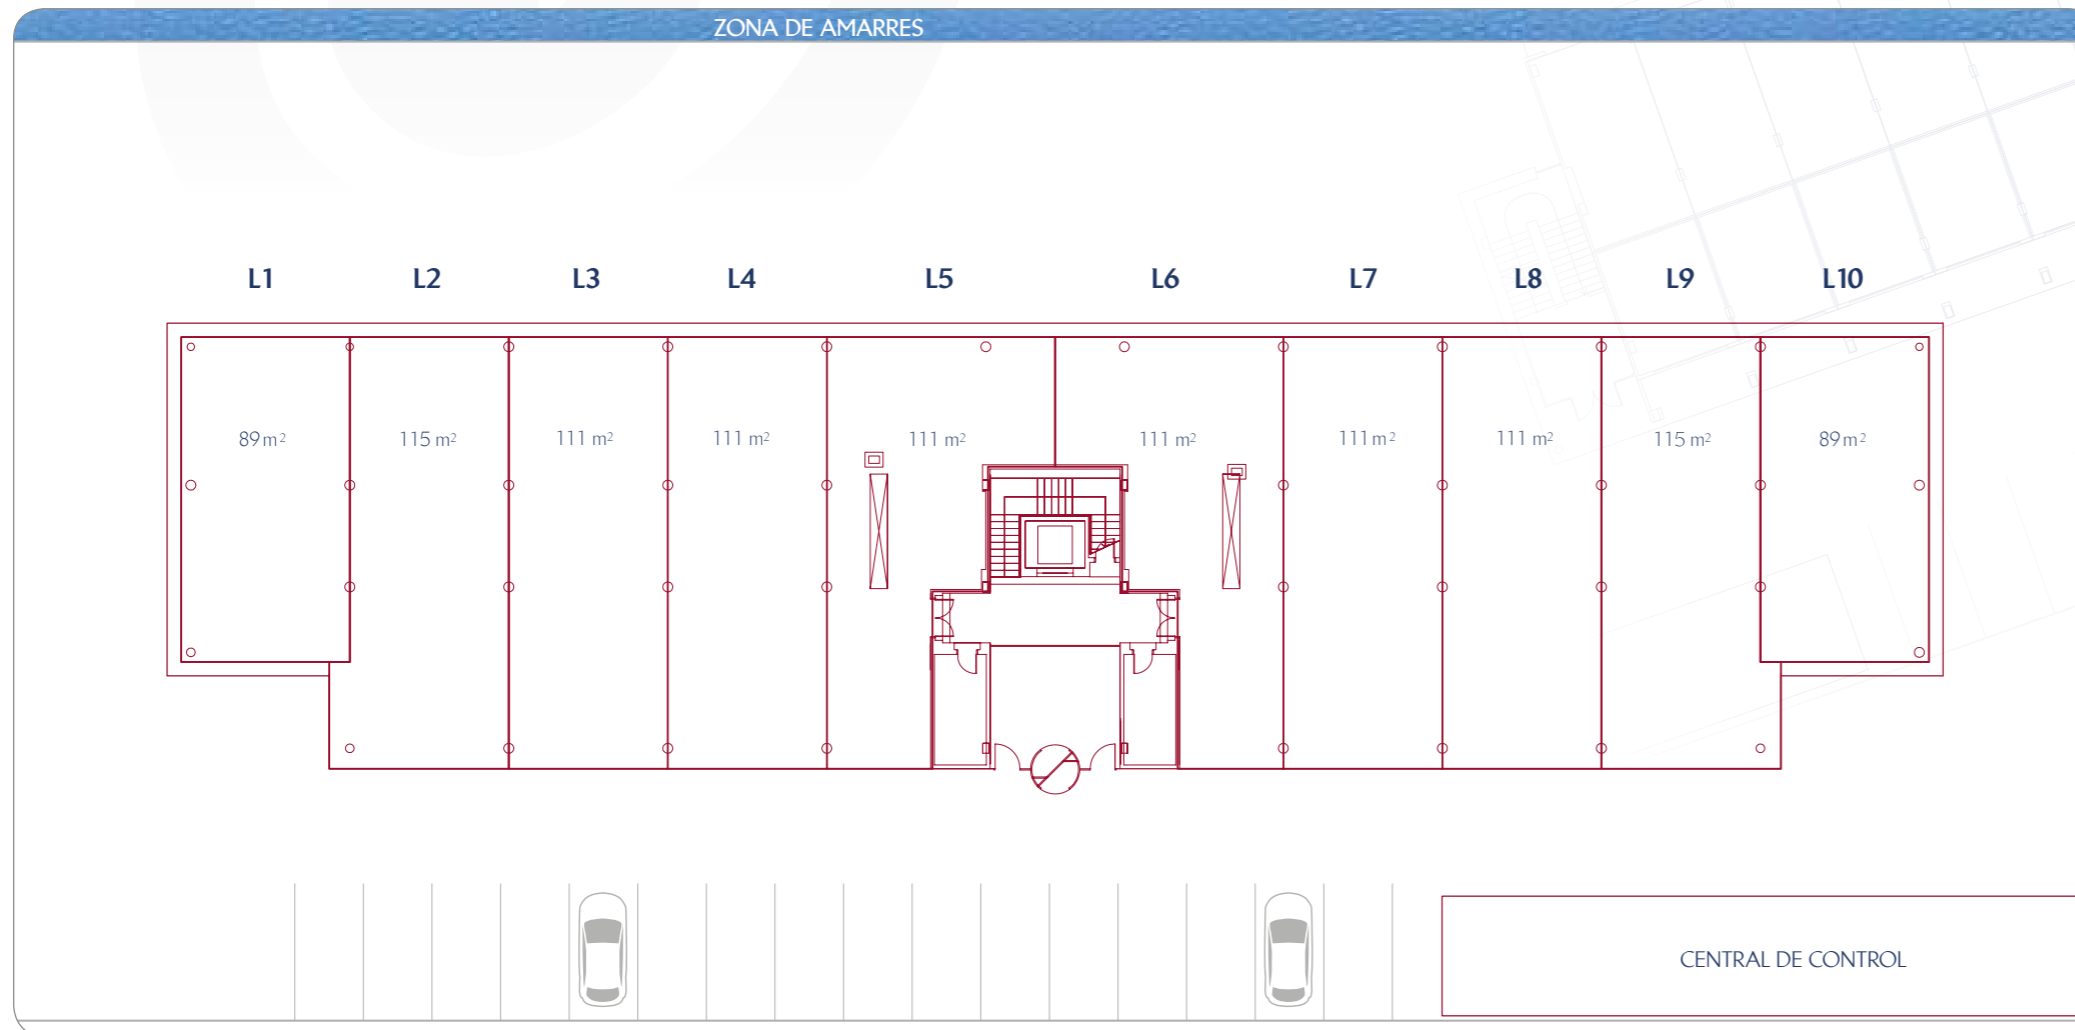 ZONA DE AMARRES
L1 L2 L3 L4 L5 L6 L7 L8 L9 L10
89 m² 115 m² 111 m² 111 m² 111 m² 111 m² 111 m² 111 m² 115 m² 89 m²
CENTRAL DE CONTROL